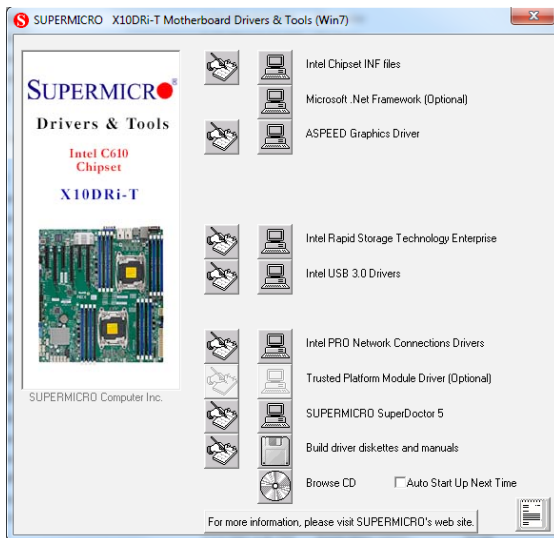 SUPERMICRO X10DRi-T Motherboard Drivers & Tools (Win7)
SUPERMICRO
Drivers & Tools
Intel C610
Chipset
X10DRi-T
SUPERMICRO Computer Inc.
Intel Chipset INF files
Microsoft .Net Framework (Optional)
ASPEED Graphics Driver
Intel Rapid Storage Technology Enterprise
Intel USB 3.0 Drivers
Intel PRO Network Connections Drivers
Trusted Platform Module Driver (Optional)
SUPERMICRO SuperDoctor 5
Build driver diskettes and manuals
Browse CD
Auto Start Up Next Time
For more information, please visit SUPERMICRO's web site.